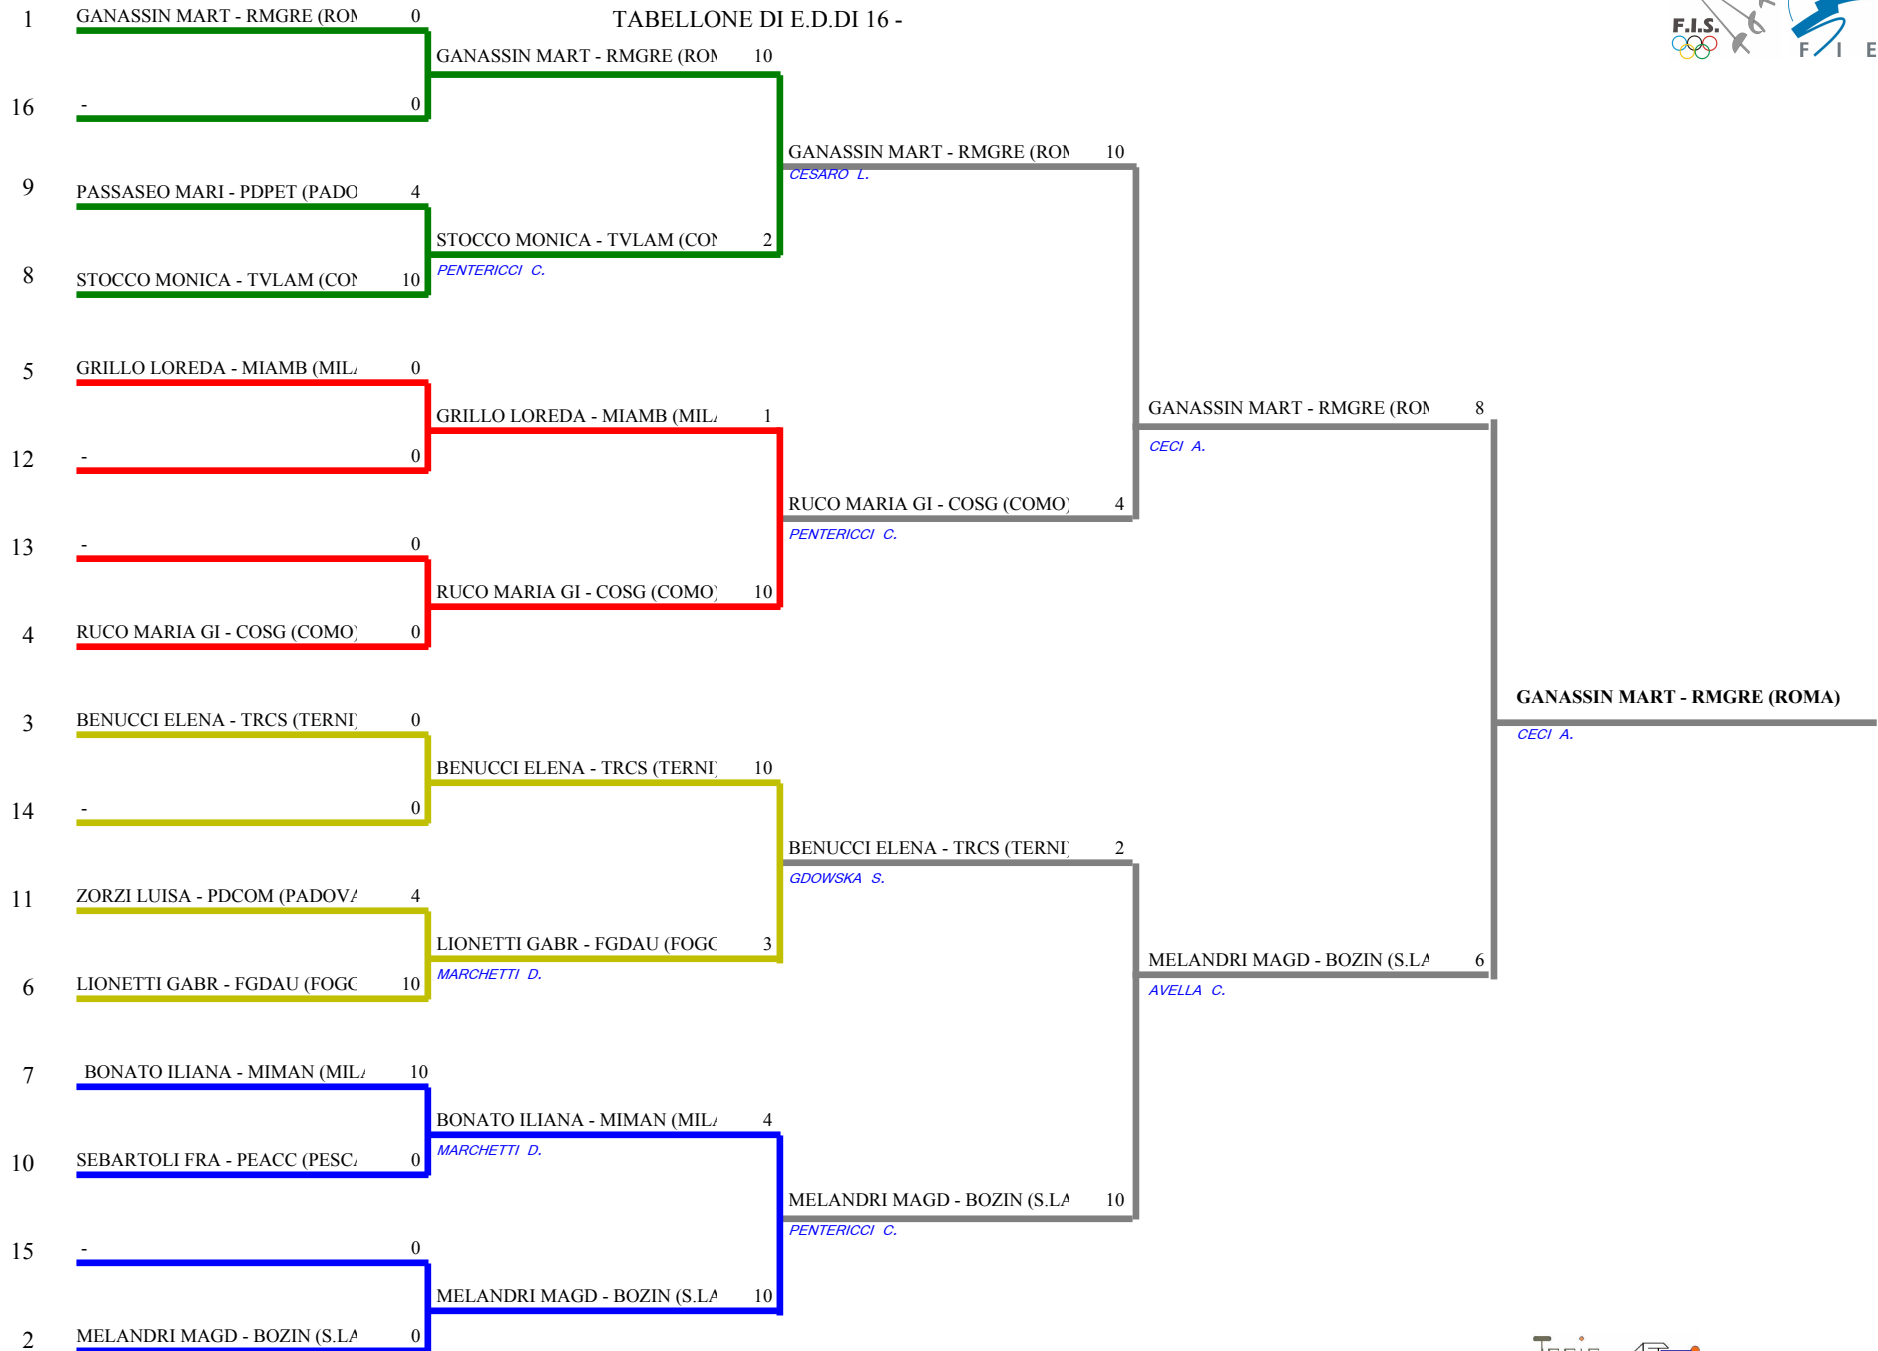 TABELLONE DI E.D.DI 16 -
F.I.S.
F I E
1 GANASSIN MART - RMGRE (ROM 0
GANASSIN MART - RMGRE (ROM 10
16 - 0
GANASSIN MART - RMGRE (ROM 10
CESARO L.
9 PASSASEO MARI - PDPET (PADO 4
STOCCO MONICA - TVLAM (CON 2
PENTERICCI C.
8 STOCCO MONICA - TVLAM (CON 10
5 GRILLO LOREDA - MIAMB (MILA 0
GRILLO LOREDA - MIAMB (MILA 1
GANASSIN MART - RMGRE (ROM 8
CECI A.
12 - 0
RUCO MARIA GI - COSG (COMO) 4
PENTERICCI C.
13 - 0
RUCO MARIA GI - COSG (COMO) 10
4 RUCO MARIA GI - COSG (COMO) 0
GANASSIN MART - RMGRE (ROMA)
CECI A.
3 BENUCCI ELENA - TRCS (TERNI) 0
BENUCCI ELENA - TRCS (TERNI) 10
14 - 0
BENUCCI ELENA - TRCS (TERNI) 2
GDOWSKA S.
11 ZORZI LUISA - PDCOM (PADOVA 4
LIONETTI GABR - FGDAU (FOGG 3
MARCHETTI D.
MELANDRI MAGD - BOZIN (S.LA 6
AVELLA C.
6 LIONETTI GABR - FGDAU (FOGG 10
7 BONATO ILIANA - MIMAN (MILA 10
BONATO ILIANA - MIMAN (MILA 4
MARCHETTI D.
10 SEBARTOLI FRA - PEACC (PESCA 0
MELANDRI MAGD - BOZIN (S.LA 10
PENTERICCI C.
15 - 0
MELANDRI MAGD - BOZIN (S.LA 10
2 MELANDRI MAGD - BOZIN (S.LA 0